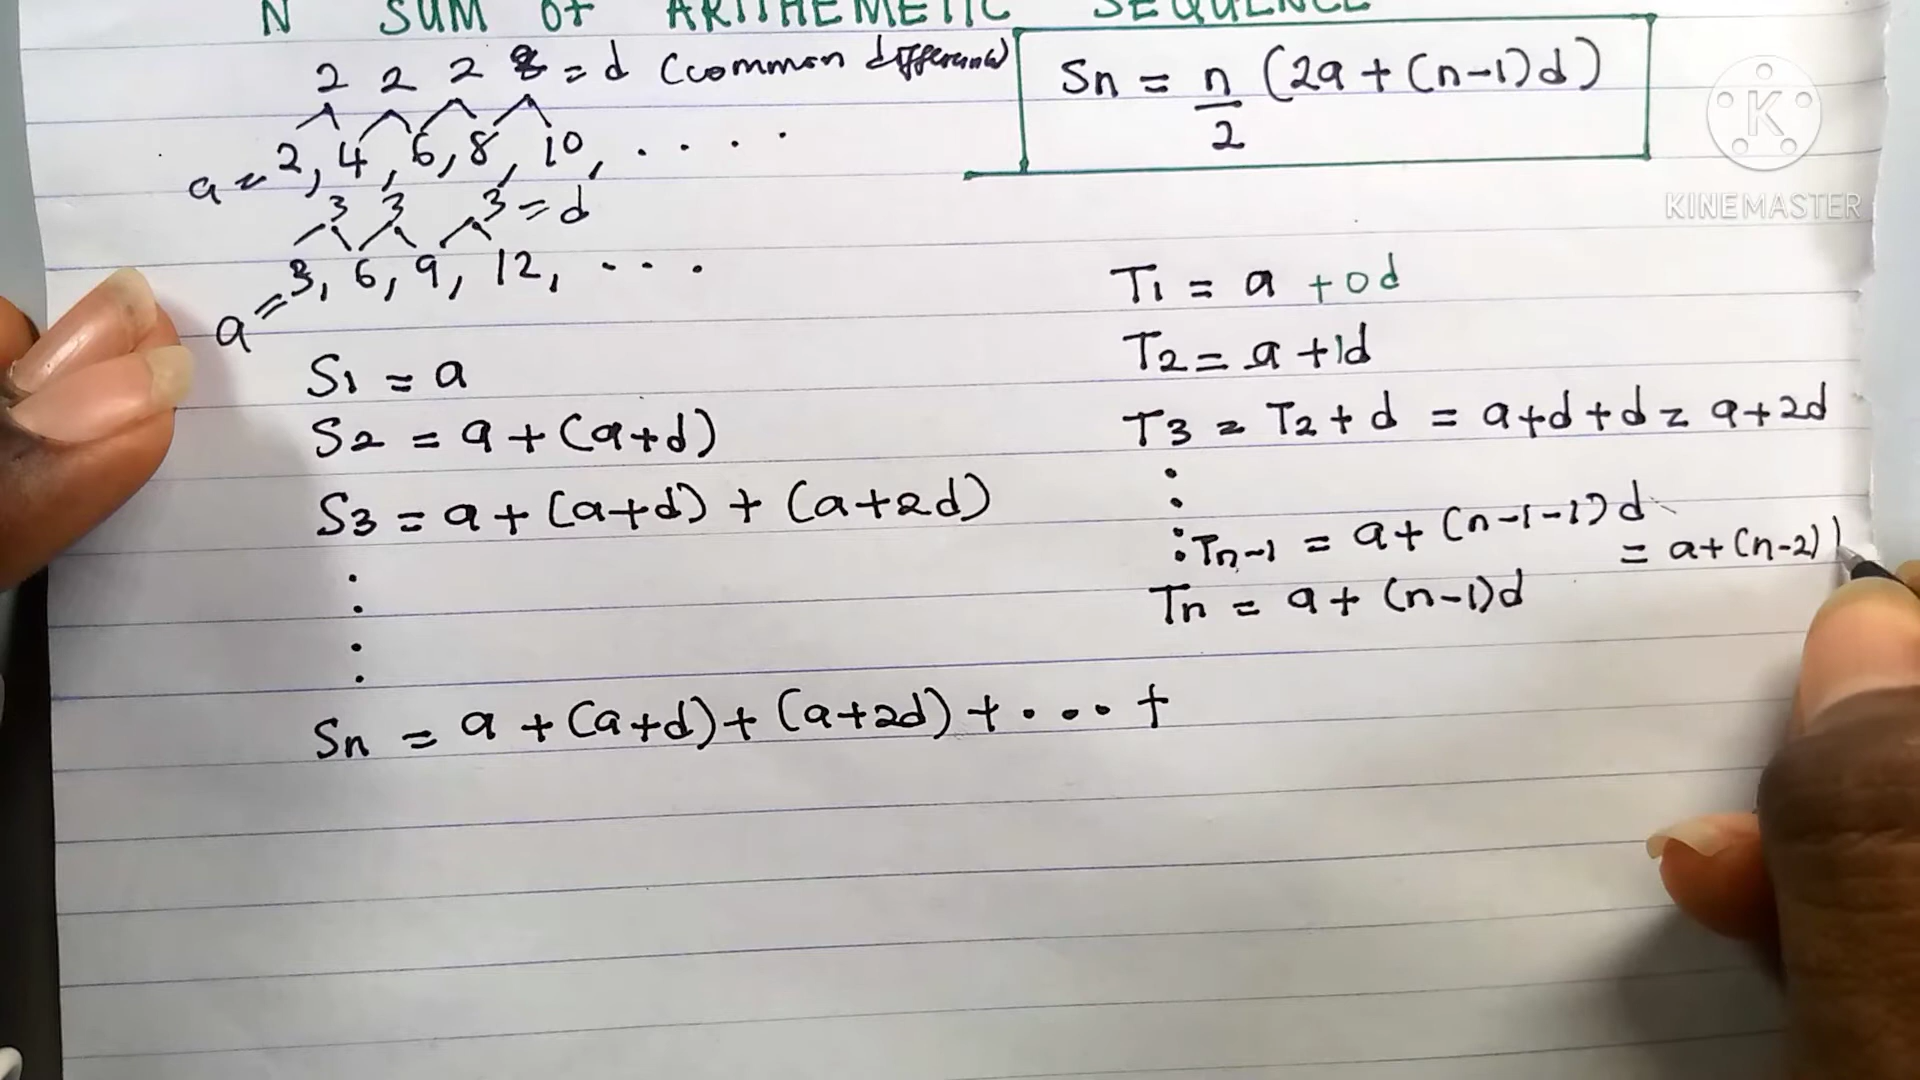 N SUM OF ARITHEMETIC SEQUENCE
2 2 2 2 = d (common difference)
a = 2, 4, 6, 8, 10, . . . .
3 3 3 = d
a = 3, 6, 9, 12, . . .
Sn = n/2 (2a + (n-1)d)
K
KINEMASTER
S1 = a
S2 = a + (a+d)
S3 = a + (a+d) + (a+2d)
Sn = a + (a+d) + (a+2d) + . . . +
T1 = a + 0d
T2 = a + 1d
T3 = T2 + d = a+d+d = a+2d
Tn-1 = a + (n-1-1)d
= a + (n-2)
Tn = a + (n-1)d